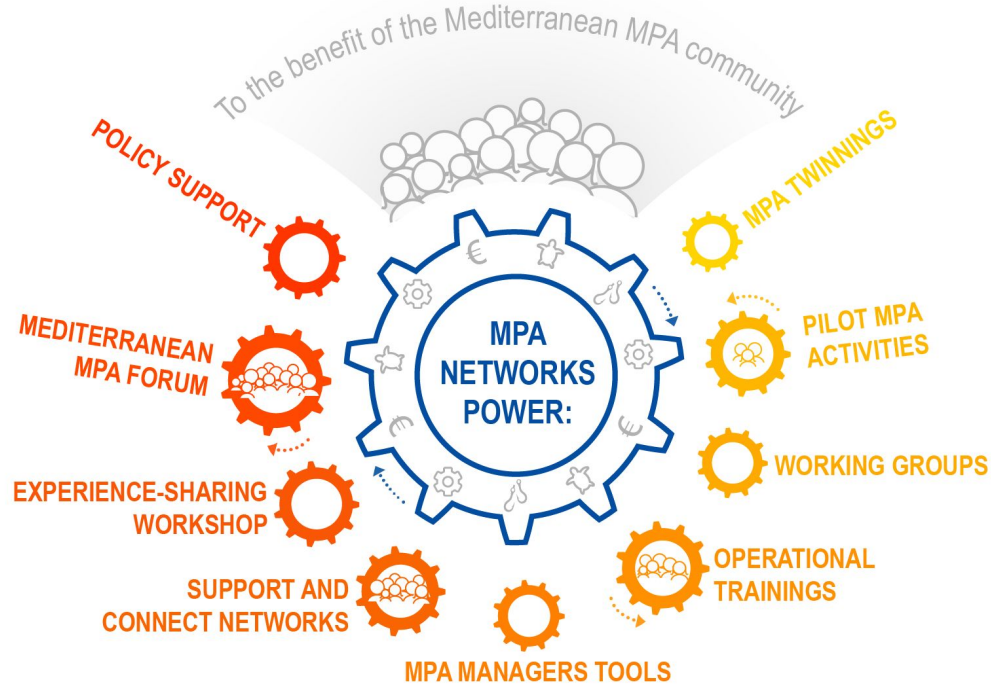 To the benefit of the Mediterranean MPA community
POLICY SUPPORT
MPA TWINNINGS
MEDITERRANEAN
MPA FORUM
MPA
NETWORKS
POWER:
PILOT MPA
ACTIVITIES
EXPERIENCE-SHARING
WORKSHOP
WORKING GROUPS
SUPPORT AND
CONNECT NETWORKS
OPERATIONAL
TRAININGS
MPA MANAGERS TOOLS